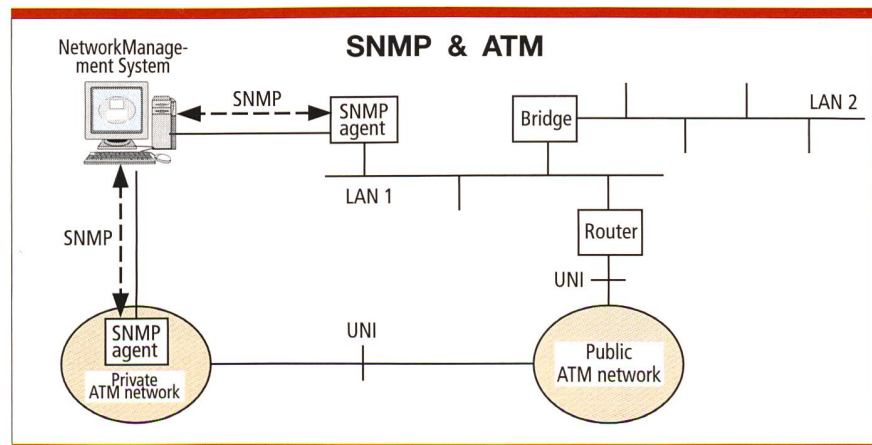 SNMP & ATM
NetworkManage-
ment System
SNMP
SNMP
agent
Bridge
LAN 2
LAN 1
SNMP
Router
UNI
SNMP
agent
Private
ATM network
UNI
Public
ATM network